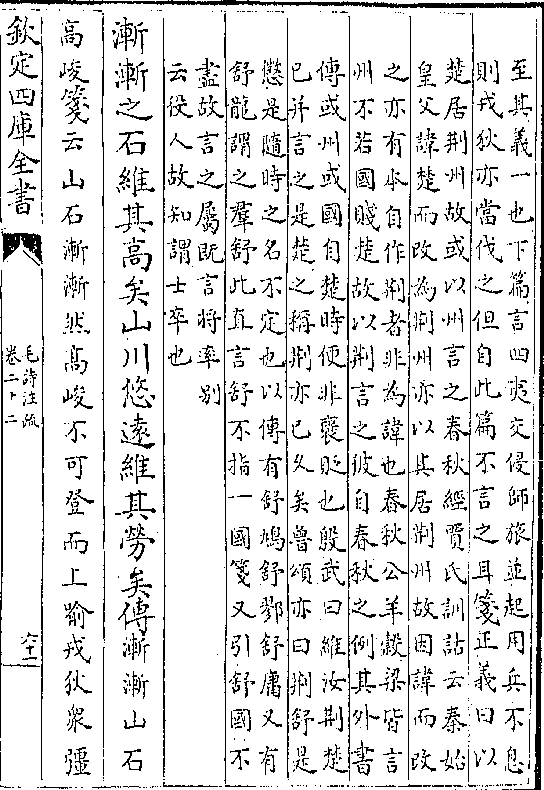 至其義一也下篇言四夷交侵師旅並起用兵不息
則戎狄亦當伐之但自此篇不言之耳箋正義曰以
楚居荆州故或以州言之春秋經賈氏訓詁云秦始
皇父諱楚而改為荆州亦以其居荆州故因諱而改
之亦有本自作荆者非為諱也春秋公羊穀梁皆言
州不若國賤楚故以荆言之彼自春秋之例其外書
傳或州或國自楚時便非襃貶也殷武曰維汝荆楚
已并言之是楚之稱荆亦已久矣魯頌亦曰荆舒是
懲是隨時之名不定也以傳有舒鳩舒鄝舒庸又有
舒龍謂之羣舒此直言舒不指一國箋又引舒國不
盡故言之屬既言將率別
云役人故知謂士卒也
漸漸之石維其高矣山川悠遠維其勞矣傳漸漸山石
高峻箋云山石漸漸然高峻不可登而上喻戎狄衆彊
欽定四庫全書
毛詩注疏
卷二十二